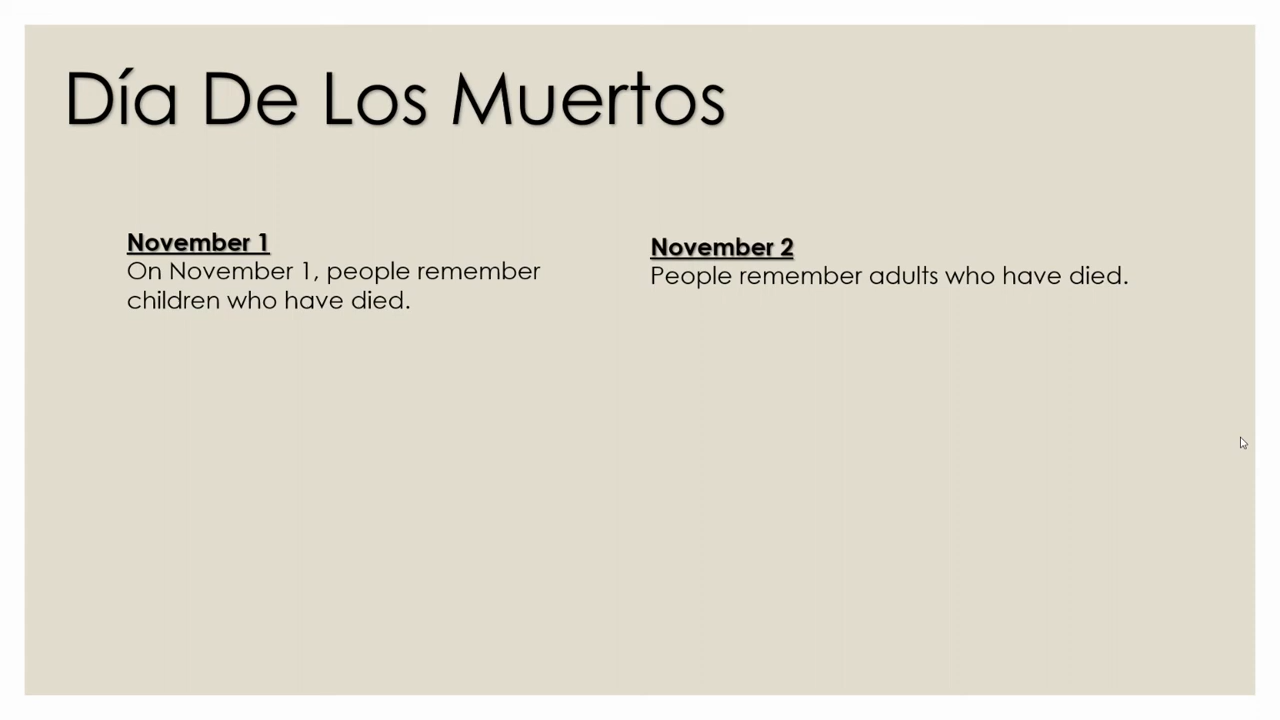 Día De Los Muertos
November 1
On November 1, people remember
children who have died.
November 2
People remember adults who have died.